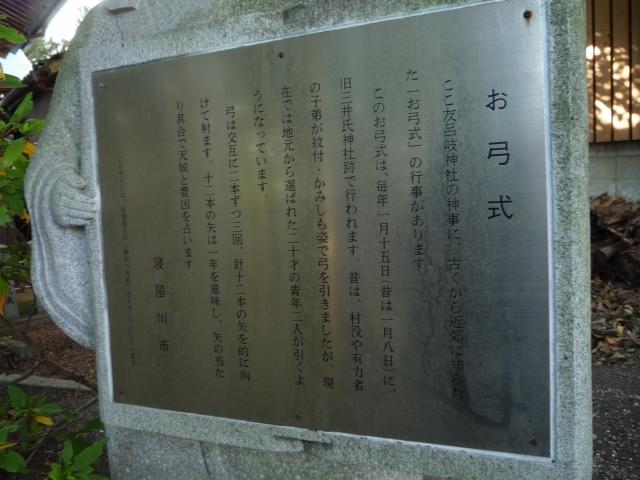 お弓式
ここ友呂岐神社の神事に、古くから近郊に知られ
た「お弓式」の行事があります。
このお弓式は、毎年一月十五日(昔は一月八日)に、
旧三井氏神社跡で行われます。昔は、村役や有力者
の子弟が紋付・かみしも姿で弓を引きましたが、現
在では地元から選ばれた二十才の青年二人が引くよ
うになっています。
弓は交互に二本ずつ三回、計十二本の矢を的に向
けて射ます。十二本の矢は一年を意味し、矢の当た
り具合で天候と豊凶を占います。
寝屋川市
このサインは、